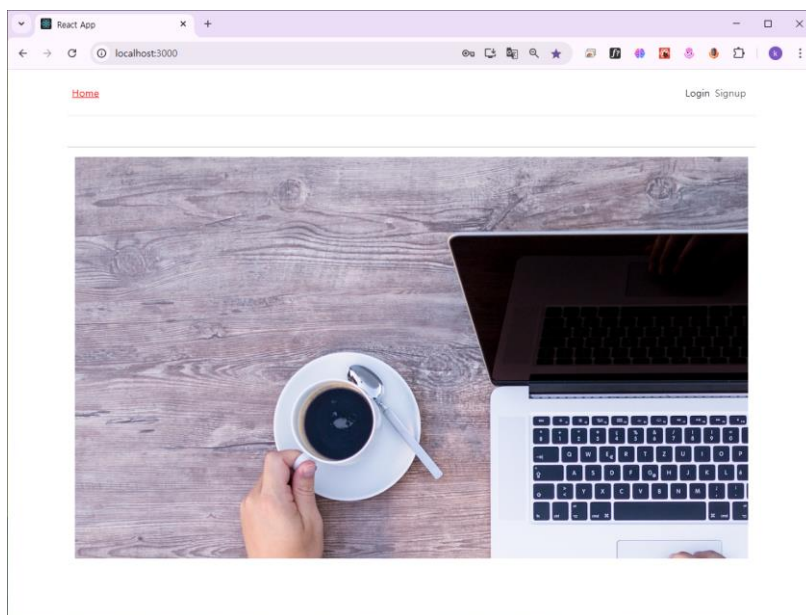 React App
localhost:3000
Home
Login Signup
Q W E R T Z U I O P
A S D F G H J K L
Y X C V B N M